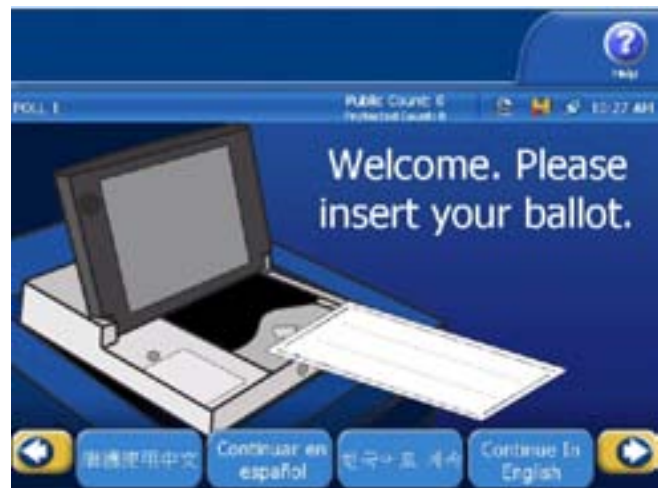 Help
POLL 1
Public Count: 6
10:27 AM
Welcome. Please
insert your ballot.
Continuar en
español
Continue In
English